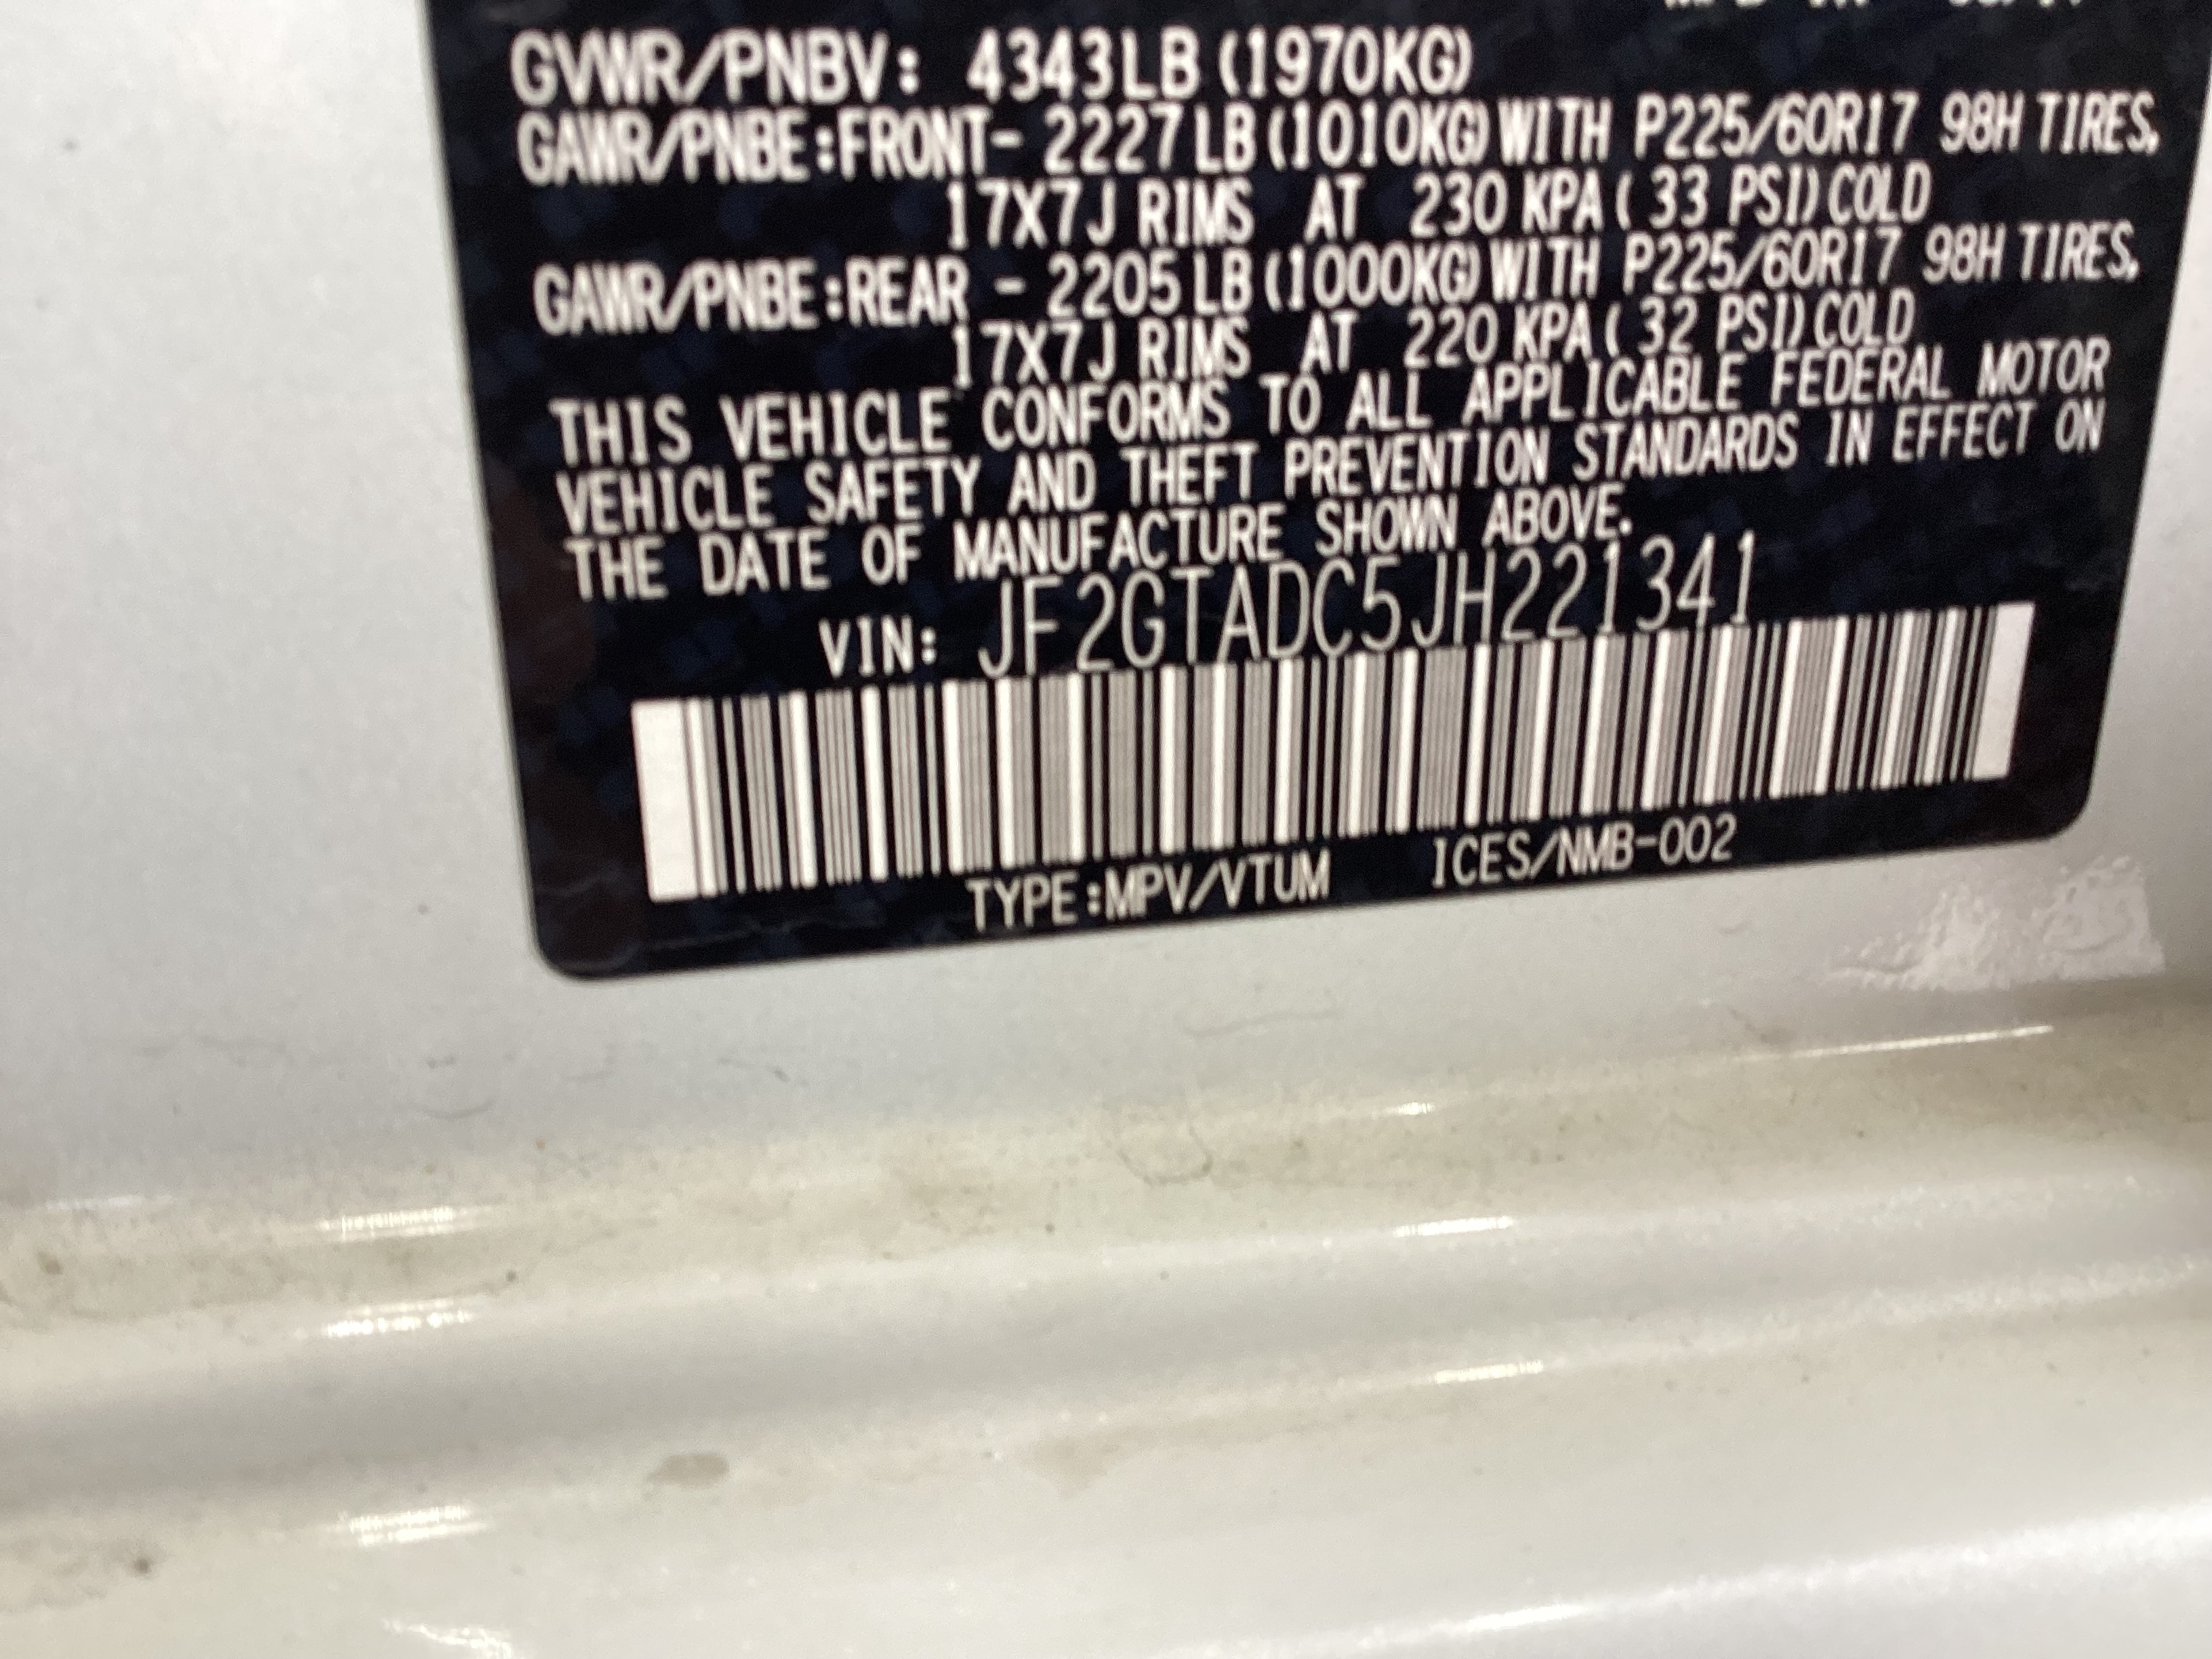 GVWR/PNBV: 4343LB (1970KG)
GAWR/PNBE:FRONT- 2227LB(1010KG)WITH P225/60R17 98H TIRES,
17X7J RIMS AT 230 KPA( 33 PSI)COLD
GAWR/PNBE:REAR - 2205LB(1000KG)WITH P225/60R17 98H TIRES,
17X7J RIMS AT 220 KPA( 32 PSI)COLD
THIS VEHICLE CONFORMS TO ALL APPLICABLE FEDERAL MOTOR
VEHICLE SAFETY AND THEFT PREVENTION STANDARDS IN EFFECT ON
THE DATE OF MANUFACTURE SHOWN ABOVE.
VIN: JF2GTADC5JH221341
TYPE:MPV/VTUM ICES/NMB-002